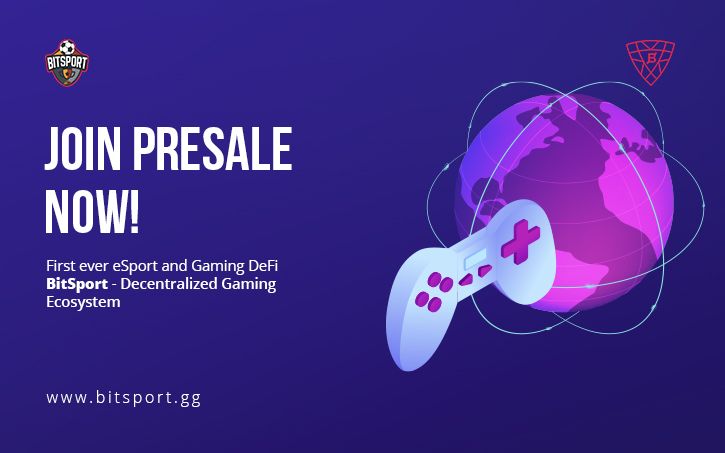 BITSPORT
B
JOIN PRESALE
NOW!
First ever eSport and Gaming DeFi
BitSport - Decentralized Gaming
Ecosystem
www.bitsport.gg